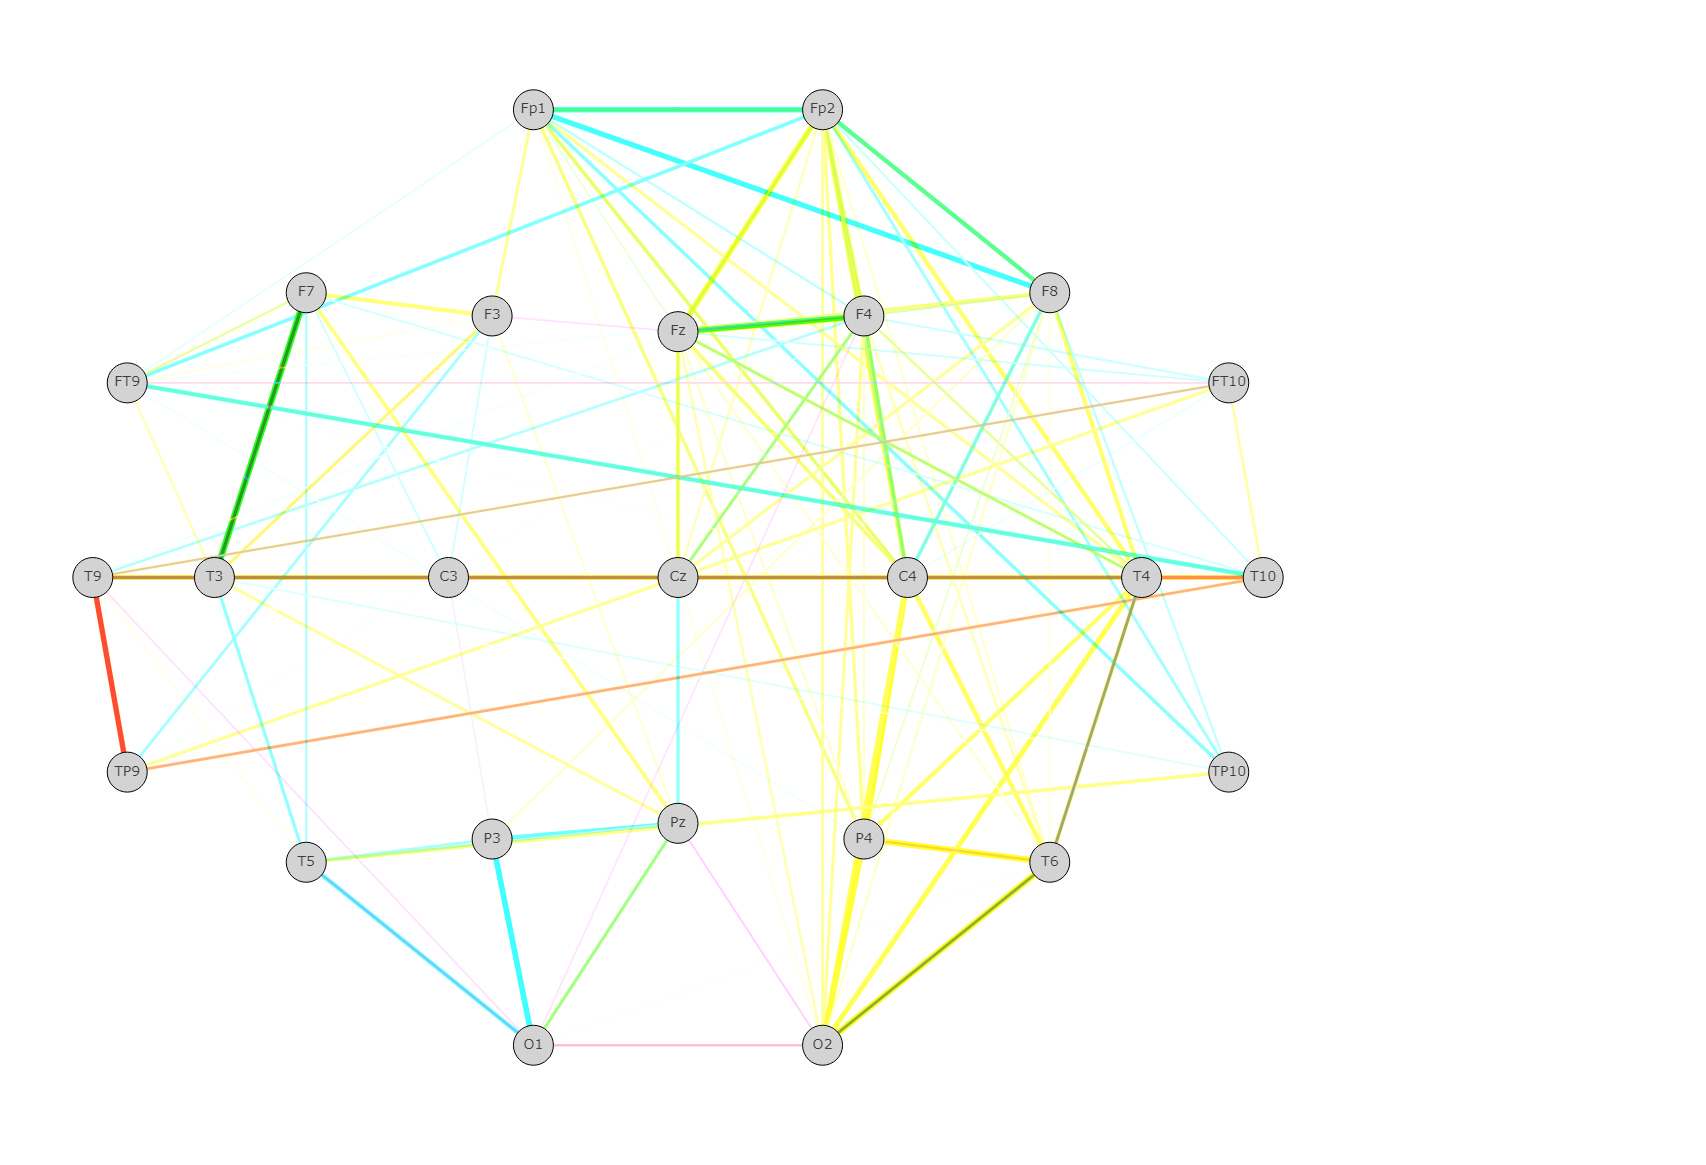 Fp1 Fp2
F7 F3 Fz F4 F8
FT9 FT10
T9 T3 C3 Cz C4 T4 T10
TP9 TP10
T5 P3 Pz P4 T6
O1 O2